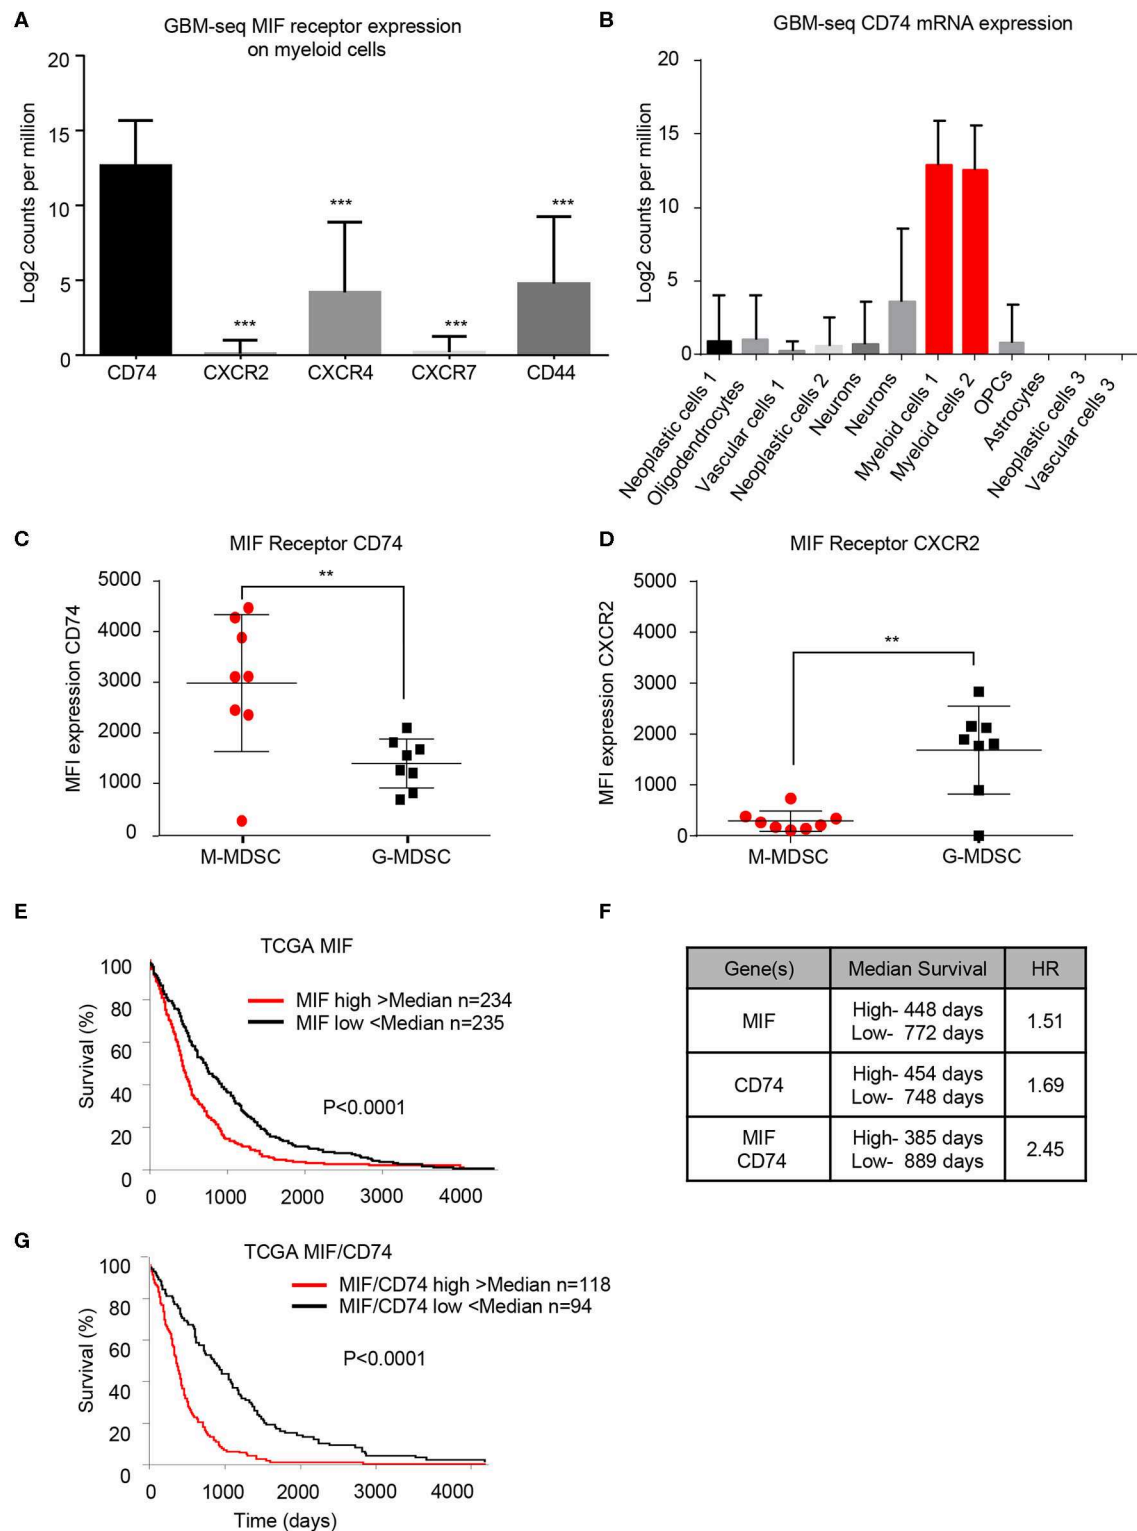 A
GBM-seq MIF receptor expression
on myeloid cells
Log2 counts per million
20
15
10
5
0
***
***
***
***
CD74
CXCR2
CXCR4
CXCR7
CD44
B
GBM-seq CD74 mRNA expression
Log2 counts per million
20
15
10
5
0
Neoplastic cells 1
Oligodendrocytes
Vascular cells 1
Neoplastic cells 2
Neurons
Neurons
Myeloid cells 1
Myeloid cells 2
OPCs
Astrocytes
Neoplastic cells 3
Vascular cells 3
C
MIF Receptor CD74
MFI expression CD74
5000
4000
3000
2000
1000
0
**
M-MDSC
G-MDSC
D
MIF Receptor CXCR2
MFI expression CXCR2
5000
4000
3000
2000
1000
0
**
M-MDSC
G-MDSC
E
TCGA MIF
Survival (%)
100
80
60
40
20
0
MIF high >Median n=234
MIF low <Median n=235
P<0.0001
0
1000
2000
3000
4000
F
Gene(s) Median Survival HR
MIF High- 448 days 1.51
Low- 772 days
CD74 High- 454 days 1.69
Low- 748 days
MIF High- 385 days 2.45
CD74 Low- 889 days
G
TCGA MIF/CD74
Survival (%)
100
80
60
40
20
0
MIF/CD74 high >Median n=118
MIF/CD74 low <Median n=94
P<0.0001
0
1000
2000
3000
4000
Time (days)